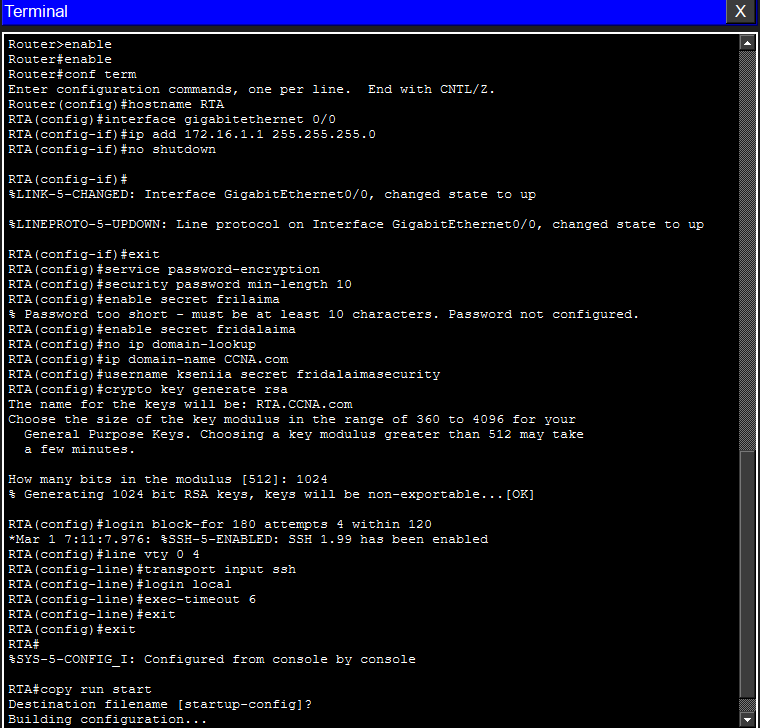 Terminal
X
Router>enable
Router#enable
Router#conf term
Enter configuration commands, one per line.  End with CNTL/Z.
Router(config)#hostname RTA
RTA(config)#interface gigabitethernet 0/0
RTA(config-if)#ip add 172.16.1.1 255.255.255.0
RTA(config-if)#no shutdown
RTA(config-if)#
%LINK-5-CHANGED: Interface GigabitEthernet0/0, changed state to up
%LINEPROTO-5-UPDOWN: Line protocol on Interface GigabitEthernet0/0, changed state to up
RTA(config-if)#exit
RTA(config)#service password-encryption
RTA(config)#security password min-length 10
RTA(config)#enable secret frilaima
% Password too short - must be at least 10 characters. Password not configured.
RTA(config)#enable secret fridalaima
RTA(config)#no ip domain-lookup
RTA(config)#ip domain-name CCNA.com
RTA(config)#username kseniia secret fridalaimasecurity
RTA(config)#crypto key generate rsa
The name for the keys will be: RTA.CCNA.com
Choose the size of the key modulus in the range of 360 to 4096 for your
  General Purpose Keys. Choosing a key modulus greater than 512 may take
  a few minutes.
How many bits in the modulus [512]: 1024
% Generating 1024 bit RSA keys, keys will be non-exportable...[OK]
RTA(config)#login block-for 180 attempts 4 within 120
*Mar 1 7:11:7.976: %SSH-5-ENABLED: SSH 1.99 has been enabled
RTA(config)#line vty 0 4
RTA(config-line)#transport input ssh
RTA(config-line)#login local
RTA(config-line)#exec-timeout 6
RTA(config-line)#exit
RTA(config)#exit
RTA#
%SYS-5-CONFIG_I: Configured from console by console
RTA#copy run start
Destination filename [startup-config]?
Building configuration...